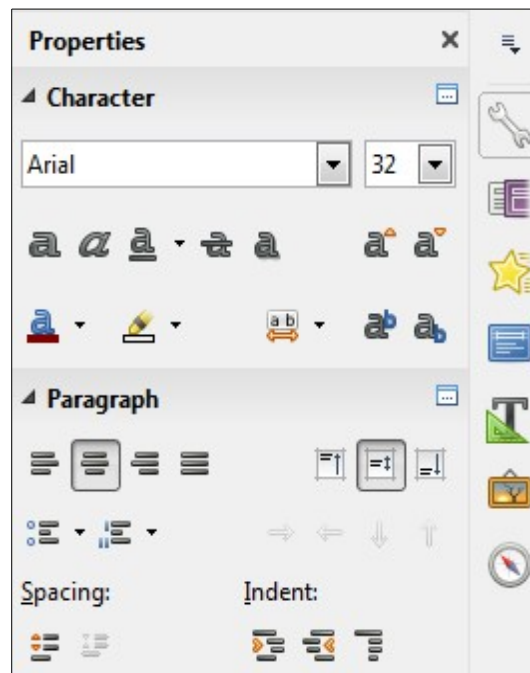 Properties
Character
Arial 32
Paragraph
Spacing: Indent: